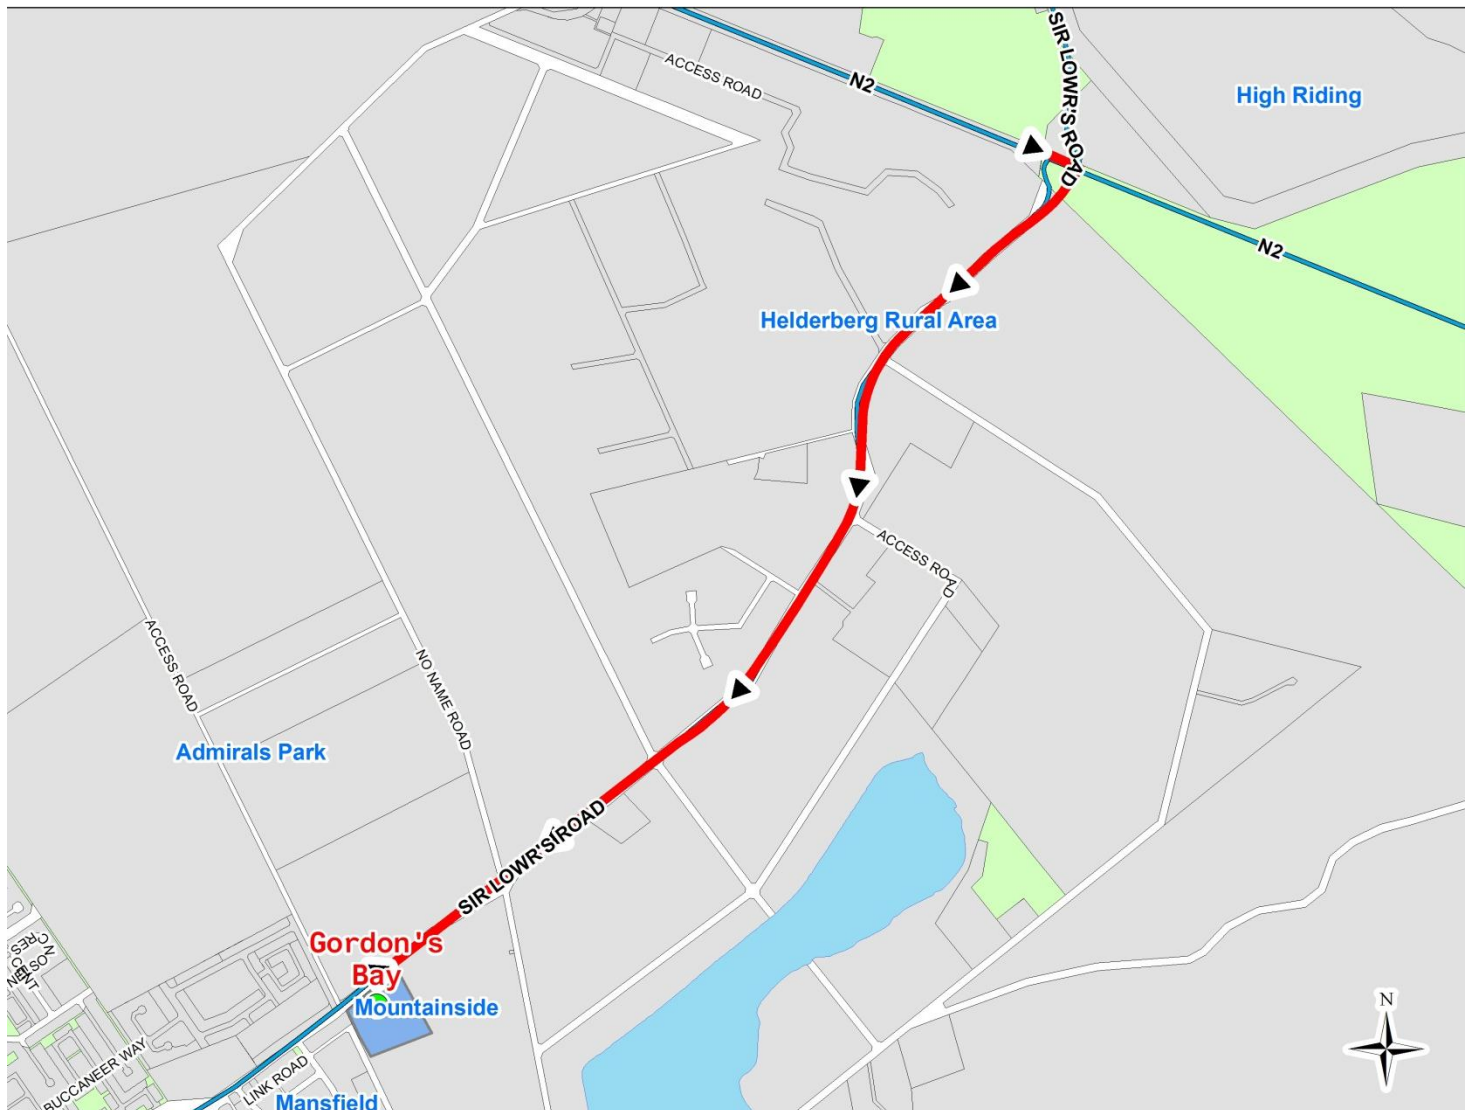 SIR LOWR'S ROAD
ACCESS ROAD
N2
High Riding
N2
Helderberg Rural Area
ACCESS ROAD
ACCESS ROAD
NO NAME ROAD
Admirals Park
SIR LOWR'S ROAD
Gordon's
Bay
Mountainside
BUCCANEER WAY
LINK ROAD
Mansfield
N